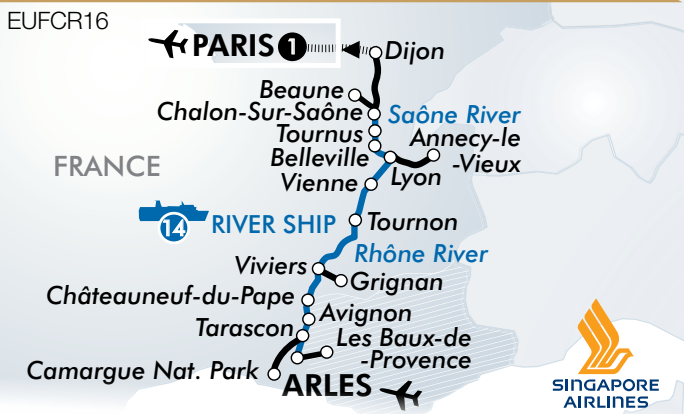 EUFCR16
PARIS 1
Dijon
Beaune
Chalon-Sur-Saône
Saône River
Tournus
Annecy-le
-Vieux
Belleville
Lyon
FRANCE
Vienne
14 RIVER SHIP
Tournon
Rhône River
Viviers
Grignan
Châteauneuf-du-Pape
Avignon
Tarascon
Les Baux-de
-Provence
Camargue Nat. Park
ARLES
SINGAPORE
AIRLINES